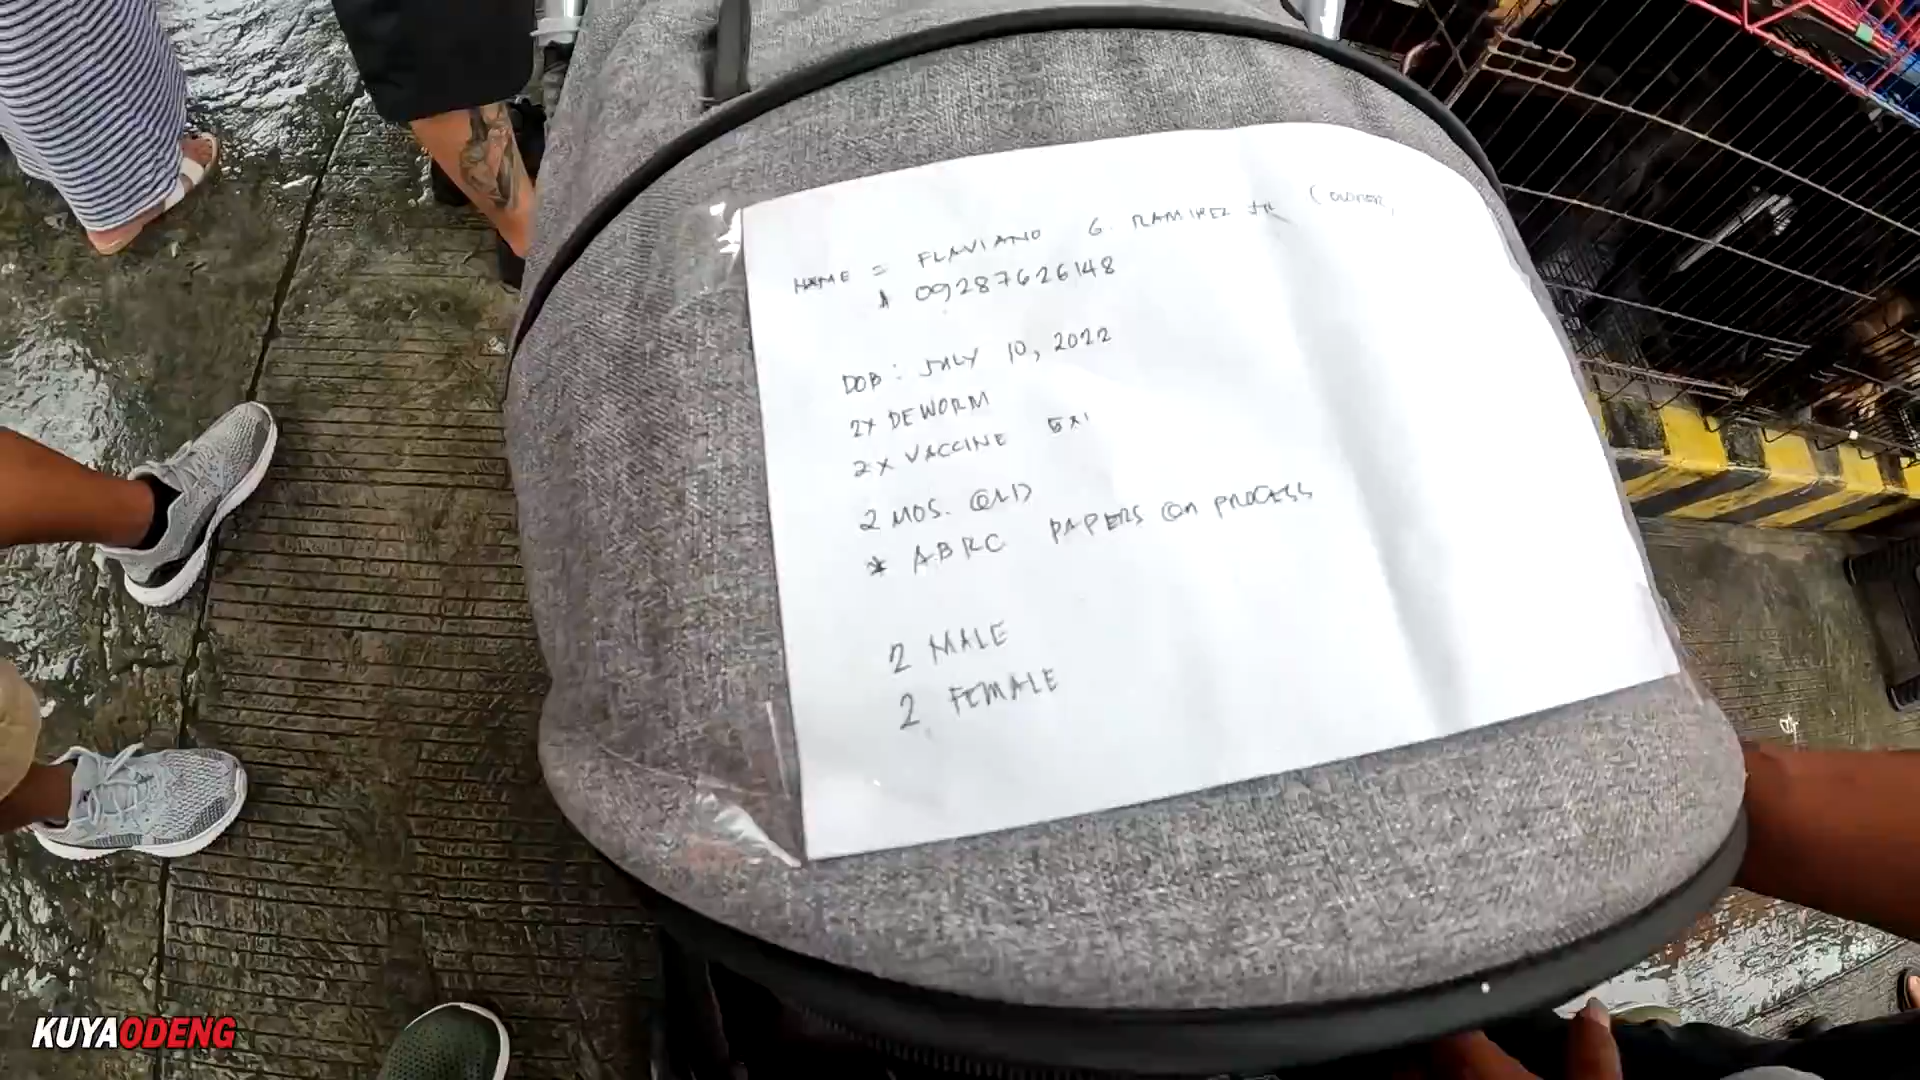 NAME = FLAVIANO G. RAMIREZ JR (owner)
09287626148
DOB: JULY 10, 2022
2X DEWORM
2X VACCINE 5X1
2 MOS. OLD
* ABRC PAPERS On PROCESS
2 MALE
2 FEMALE
KUYAODENG